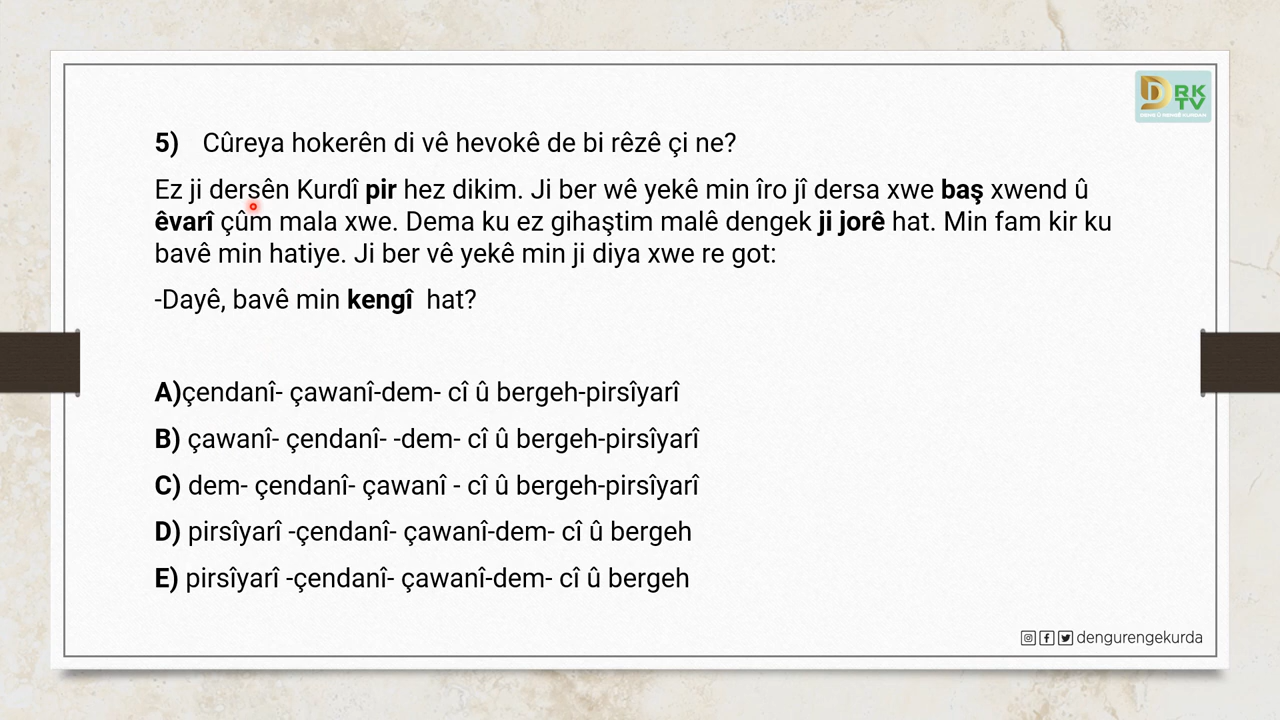 DRK
TV
5) Cûreya hokerên di vê hevokê de bi rêzê çi ne?
Ez ji dersên Kurdî pir hez dikim. Ji ber wê yekê min îro jî dersa xwe baş xwend û
êvarî çûm mala xwe. Dema ku ez gihaştim malê dengek ji jorê hat. Min fam kir ku
bavê min hatiye. Ji ber vê yekê min ji diya xwe re got:
-Dayê, bavê min kengî hat?
A)çendanî- çawanî-dem- cî û bergeh-pirsîyarî
B) çawanî- çendanî- -dem- cî û bergeh-pirsîyarî
C) dem- çendanî- çawanî - cî û bergeh-pirsîyarî
D) pirsîyarî -çendanî- çawanî-dem- cî û bergeh
E) pirsîyarî -çendanî- çawanî-dem- cî û bergeh
dengurengekurda